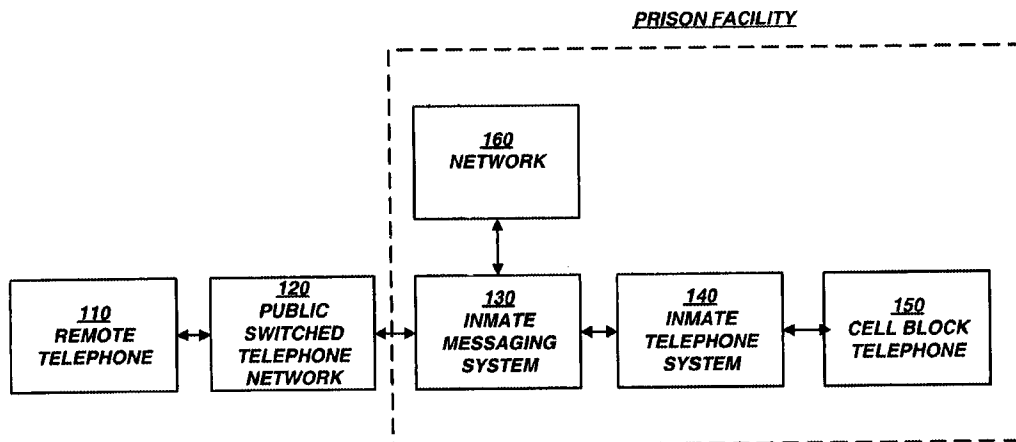 PRISON FACILITY
160
NETWORK
110
REMOTE
TELEPHONE
120
PUBLIC
SWITCHED
TELEPHONE
NETWORK
130
INMATE
MESSAGING
SYSTEM
140
INMATE
TELEPHONE
SYSTEM
150
CELL BLOCK
TELEPHONE